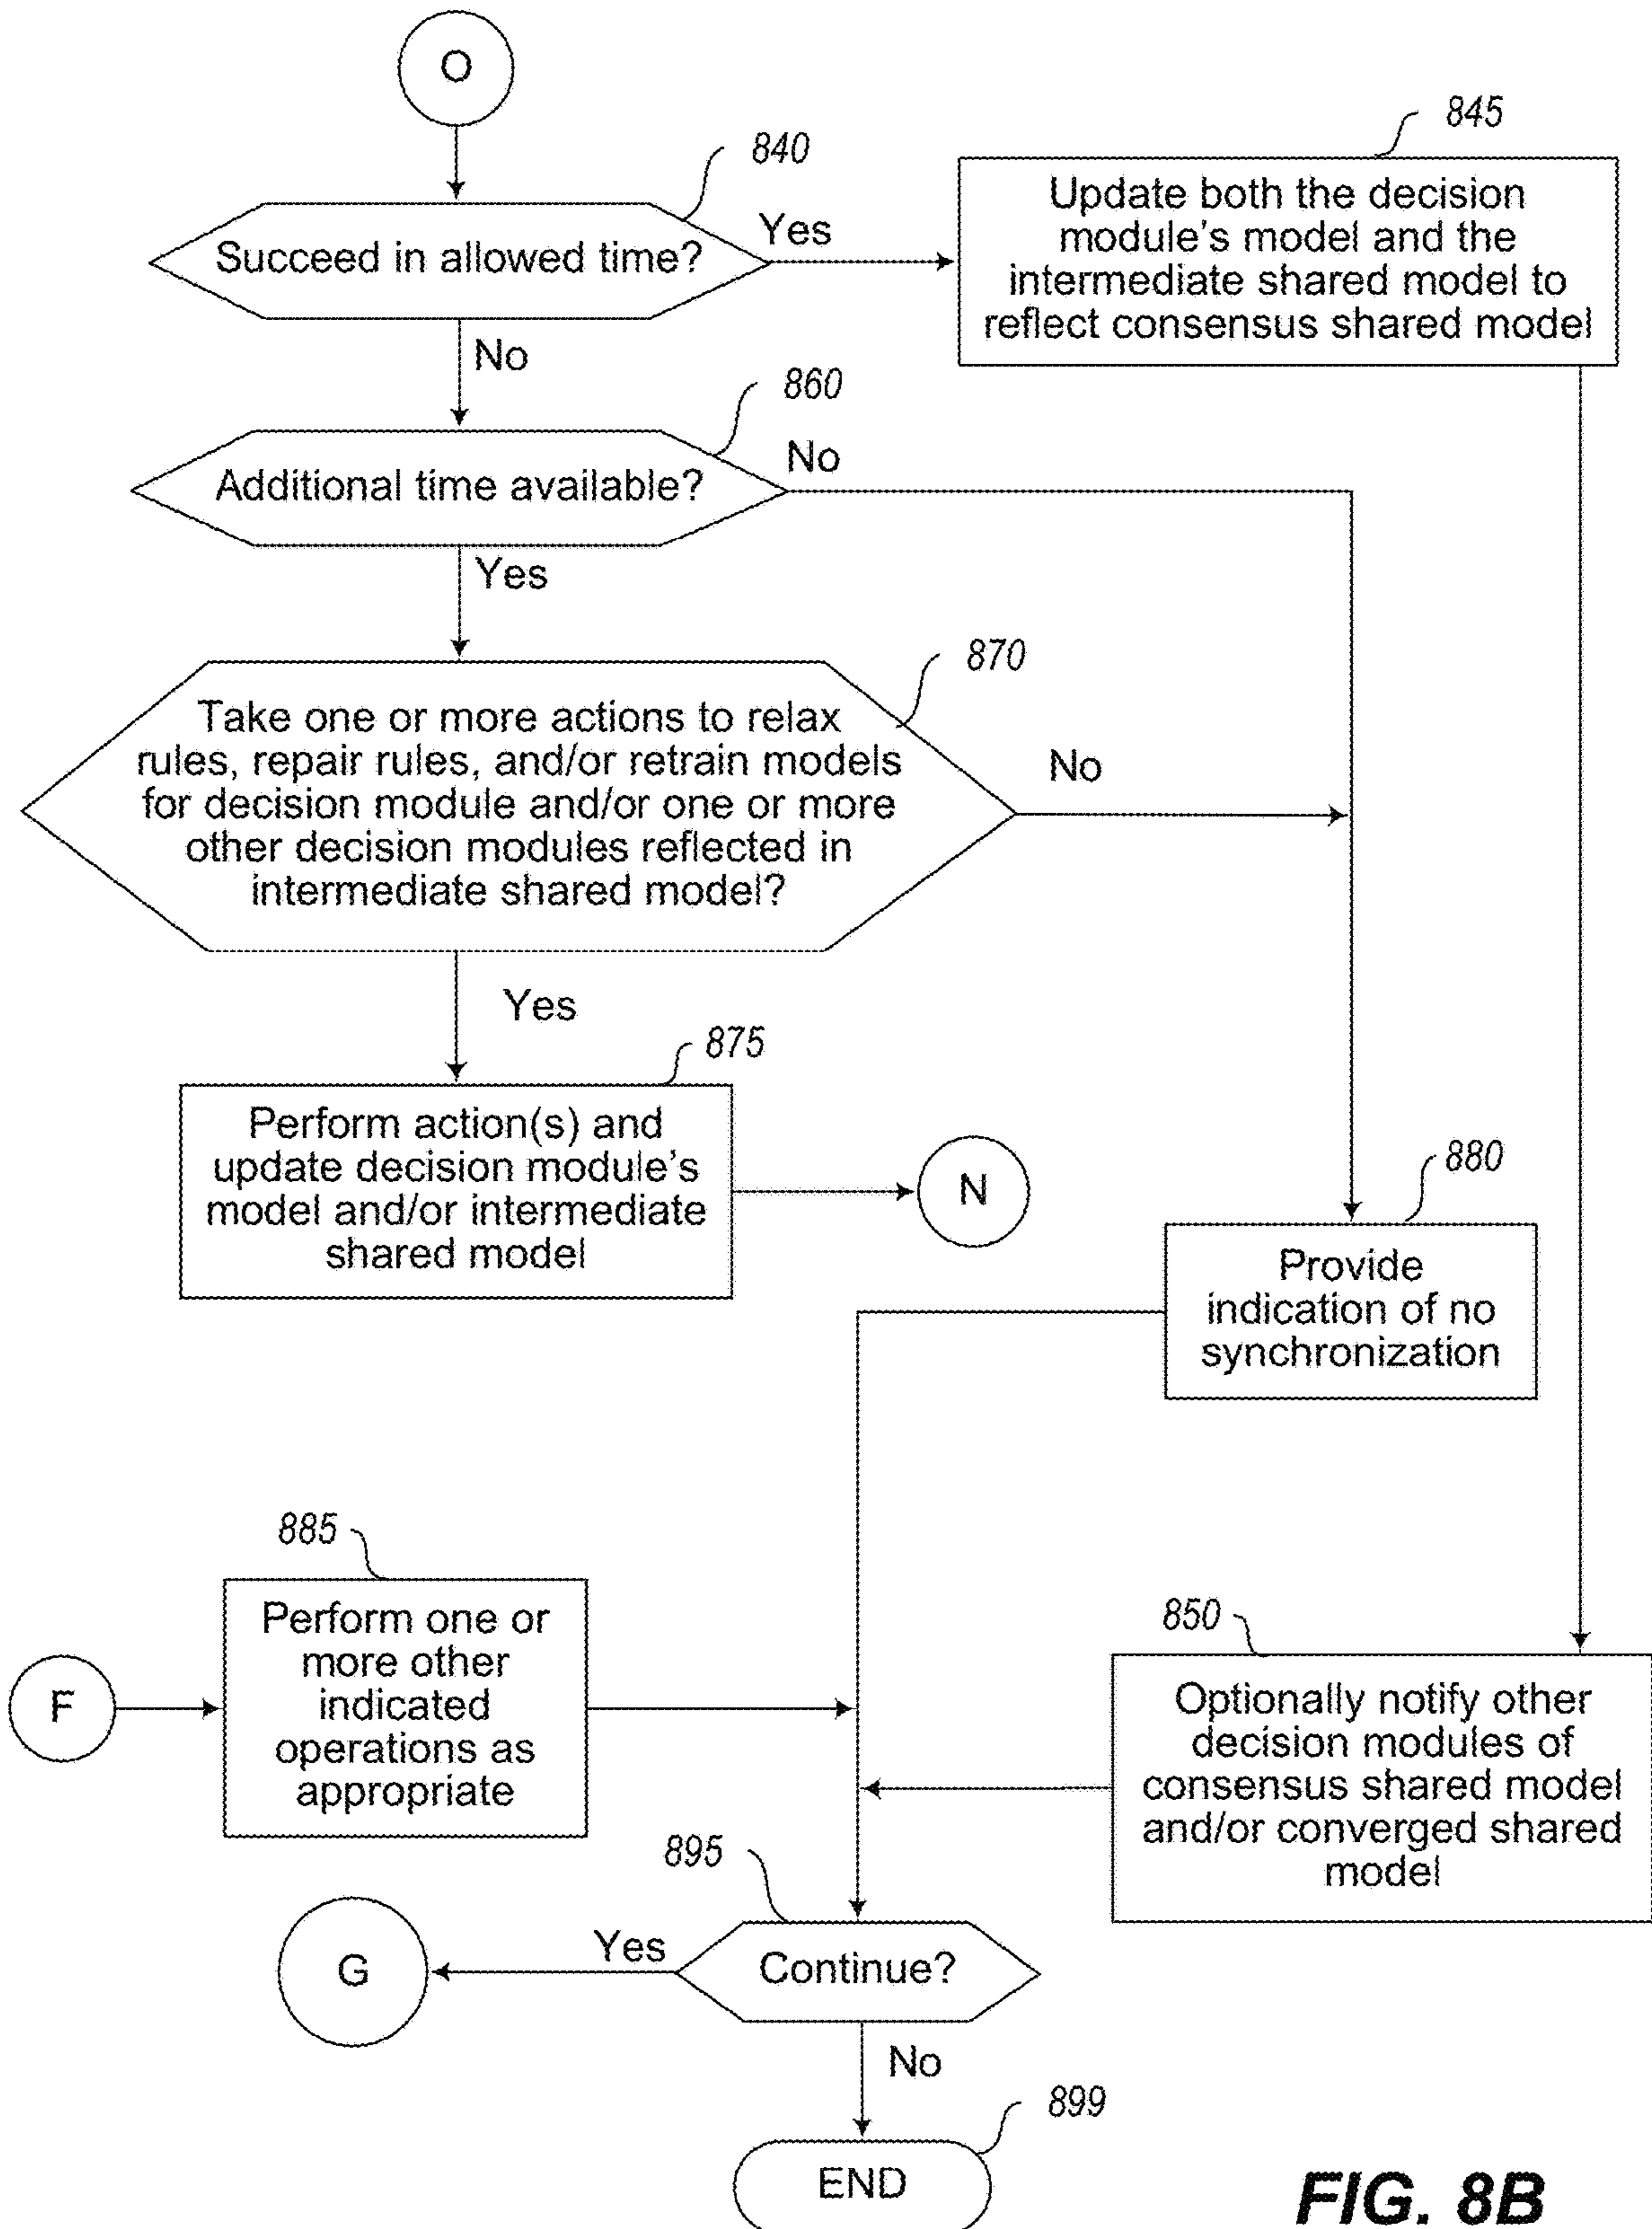 O
840
Succeed in allowed time?
Yes
845
Update both the decision
module's model and the
intermediate shared model to
reflect consensus shared model
No
860
Additional time available?
No
Yes
870
Take one or more actions to relax
rules, repair rules, and/or retrain models
for decision module and/or one or more
other decision modules reflected in
intermediate shared model?
No
Yes
875
Perform action(s) and
update decision module's
model and/or intermediate
shared model
N
880
Provide
indication of no
synchronization
885
F
Perform one or
more other
indicated
operations as
appropriate
850
Optionally notify other
decision modules of
consensus shared model
and/or converged shared
model
895
Continue?
Yes
G
No
899
END
FIG. 8B